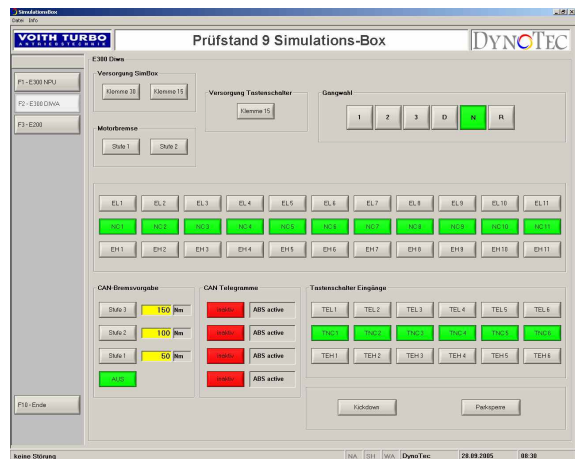 SimulationsBox
Datei Info
VOITH TURBO
ANTRIEBSTECHNIK
Prüfstand 9 Simulations-Box
DYNOTEC
E300 Diwa
F1 - E300 NPU
F2 - E300 DIWA
F3 - E200
F10 - Ende
Versorgung SimBox
Klemme 30 Klemme 15
Versorgung Tastenschalter
Klemme 15
Gangwahl
1 2 3 D N R
Motorbremse
Stufe 1 Stufe 2
EL 1 EL 2 EL 3 EL 4 EL 5 EL 6 EL 7 EL 8 EL 9 EL 10 EL 11
NC 1 NC 2 NC 3 NC 4 NC 5 NC 6 NC 7 NC 8 NC 9 NC 10 NC 11
EH 1 EH 2 EH 3 EH 4 EH 5 EH 6 EH 7 EH 8 EH 9 EH 10 EH 11
CAN-Bremsvorgabe
Stufe 3 150 Nm
Stufe 2 100 Nm
Stufe 1 50 Nm
AUS
CAN Telegramme
inaktiv ABS active
inaktiv ABS active
inaktiv ABS active
inaktiv ABS active
Tastenschalter Eingänge
TEL 1 TEL 2 TEL 3 TEL 4 TEL 5 TEL 6
TNC 1 TNC 2 TNC 3 TNC 4 TNC 5 TNC 6
TEH 1 TEH 2 TEH 3 TEH 4 TEH 5 TEH 6
Kickdown Parksperre
keine Störung NA SH WA DynoTec 28.09.2005 08:30